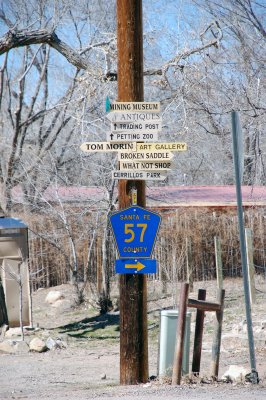 MINING MUSEUM
ANTIQUES
TRADING POST
PETTING ZOO
TOM MORIN ART GALLERY
BROKEN SADDLE
WHAT NOT SHOP
CERRILLOS PARK
SANTA FE
57
COUNTY